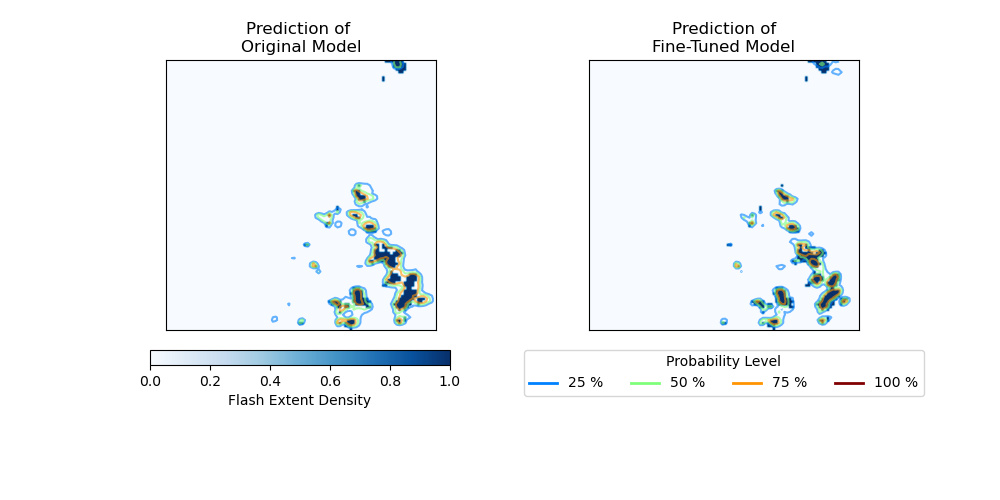 Prediction of
Original Model
Prediction of
Fine-Tuned Model
0.0 0.2 0.4 0.6 0.8 1.0
Flash Extent Density
Probability Level
25 % 50 % 75 % 100 %